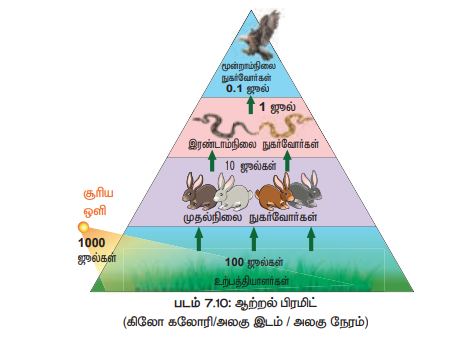 மூன்றாம்நிலை
நுகர்வோர்கள்
0.1 ஜுல்
1 ஜுல்
இரண்டாம்நிலை நுகர்வோர்கள்
10 ஜுல்கள்
முதல்நிலை நுகர்வோர்கள்
சூரிய
ஒளி
1000
ஜுல்கள்
100 ஜுல்கள்
உற்பத்தியாளர்கள்
படம் 7.10: ஆற்றல் பிரமிட்
(கிலோ கலோரி/அலகு இடம் / அலகு நேரம்)